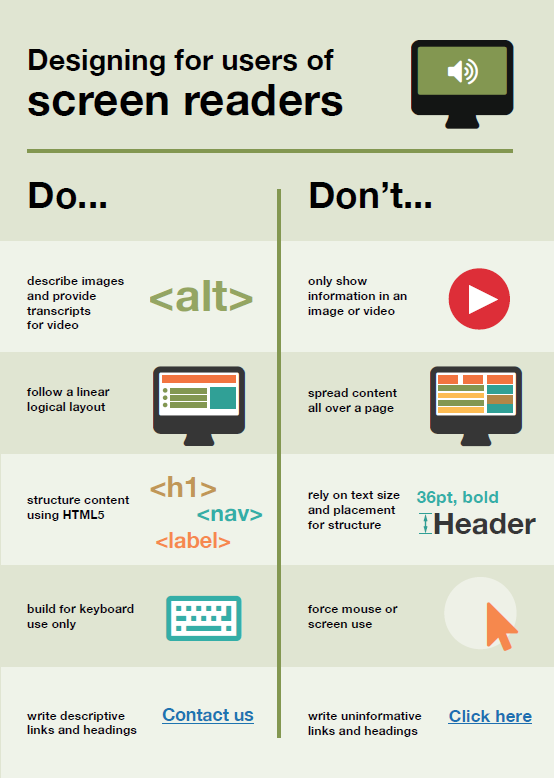 Designing for users of
screen readers
Do...
Don't...
describe images
and provide
transcripts
for video
<alt>
only show
information in an
image or video
follow a linear
logical layout
spread content
all over a page
structure content
using HTML5
<h1>
<nav>
<label>
rely on text size
and placement
for structure
36pt, bold
Header
build for keyboard
use only
force mouse or
screen use
write descriptive
links and headings
Contact us
write uninformative
links and headings
Click here